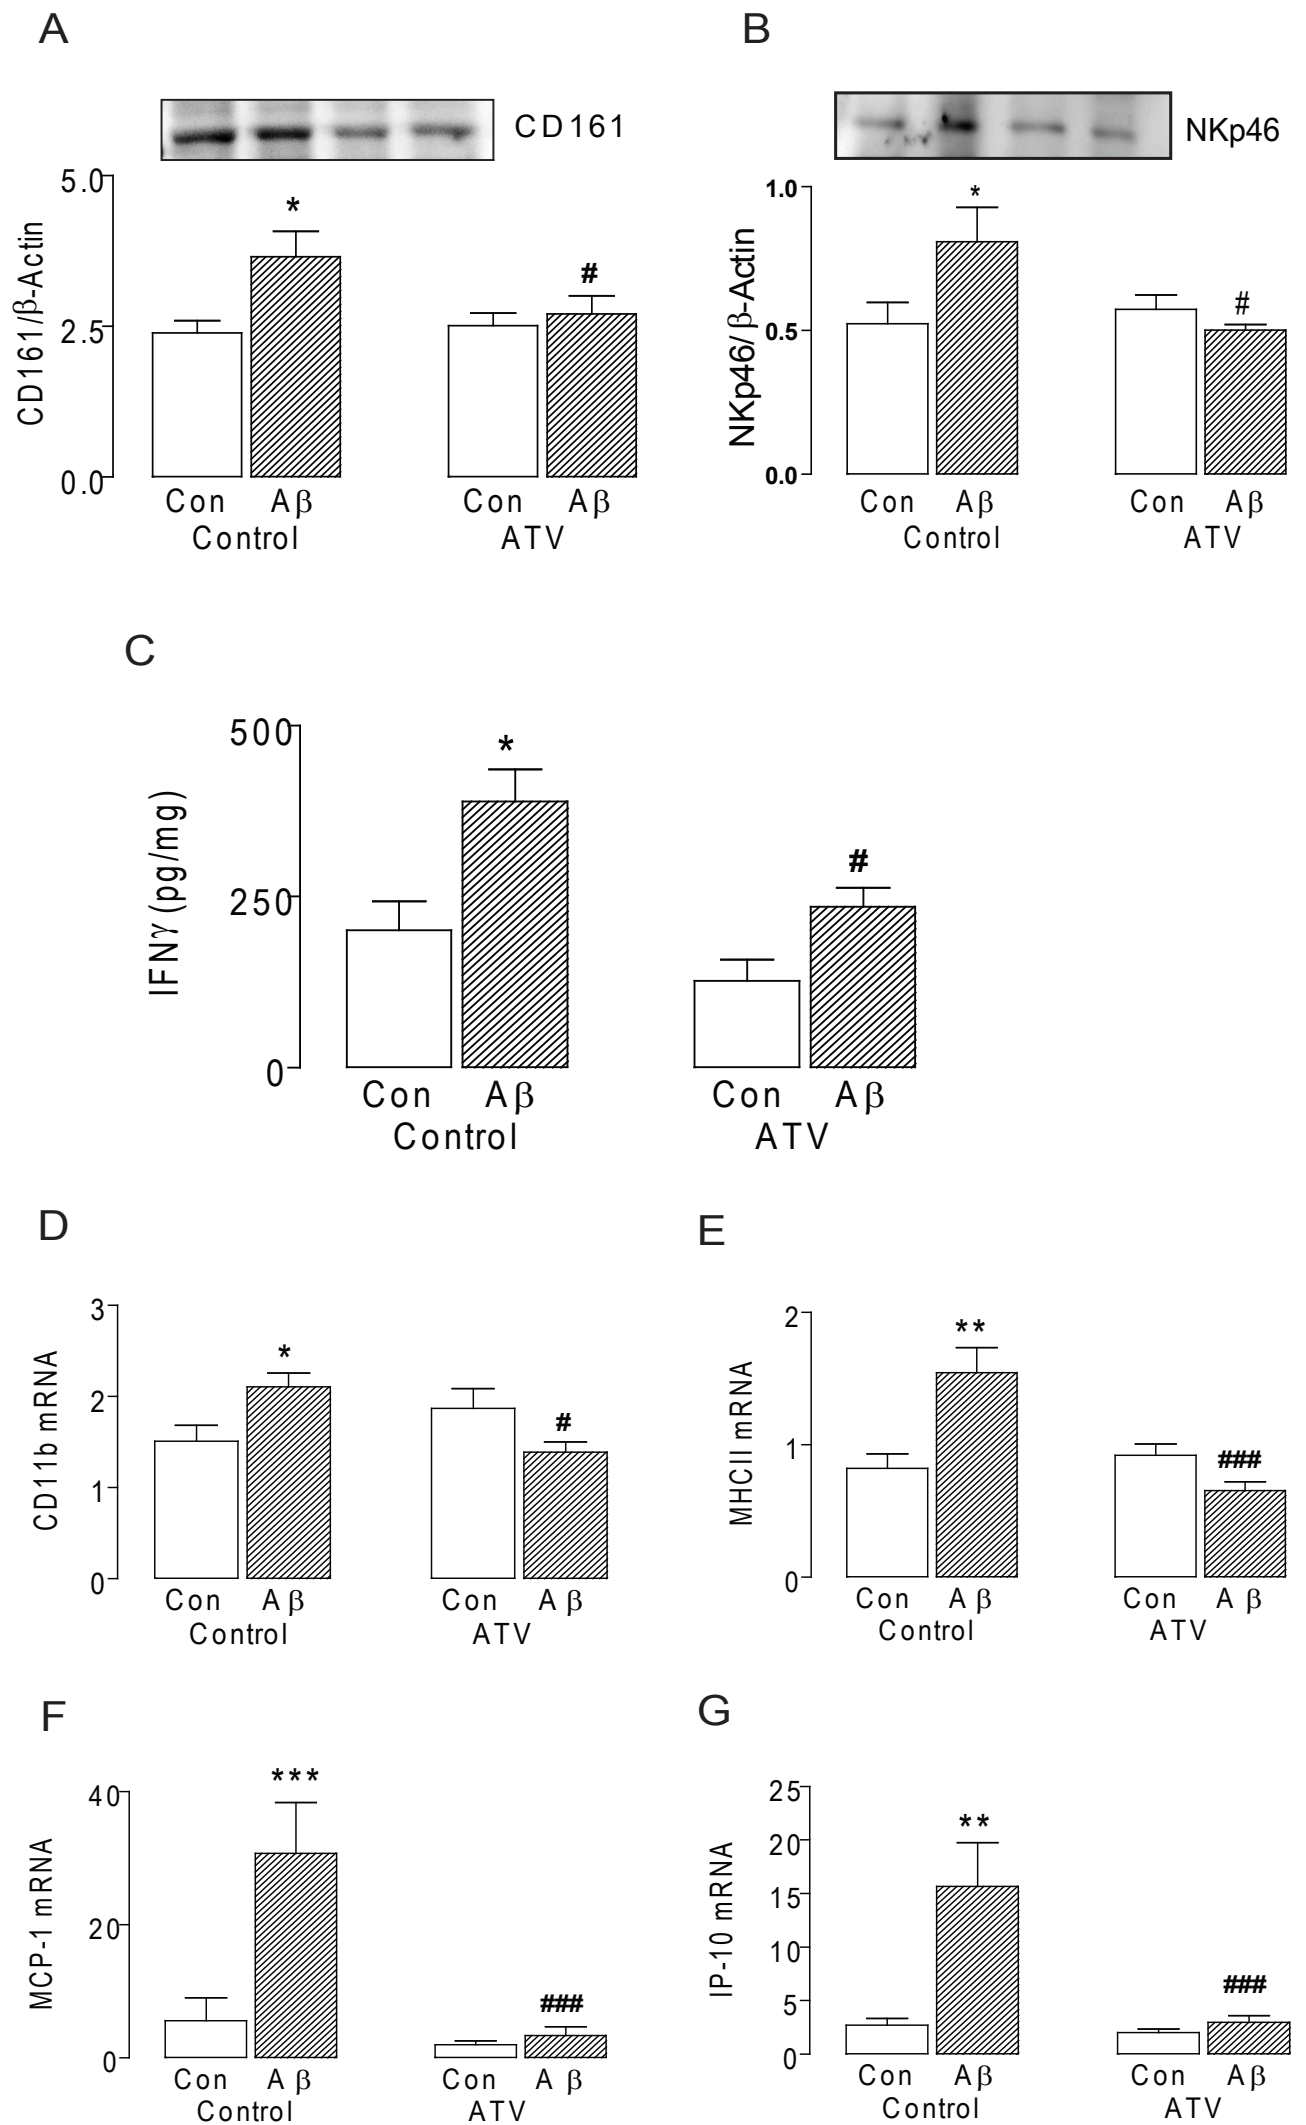 A
CD161
CD161/β-Actin
5.0
2.5
0.0
*
#
Con Aβ Con Aβ
Control ATV
B
NKp46
NKp46/β-Actin
1.0
0.5
0.0
*
#
Con Aβ Con Aβ
Control ATV
C
IFNγ (pg/mg)
500
250
0
*
#
Con Aβ Con Aβ
Control ATV
D
CD11b mRNA
3
2
1
0
*
#
Con Aβ Con Aβ
Control ATV
E
MHCII mRNA
2
1
0
**
###
Con Aβ Con Aβ
Control ATV
F
MCP-1 mRNA
40
20
0
***
###
Con Aβ Con Aβ
Control ATV
G
IP-10 mRNA
25
20
15
10
5
0
**
###
Con Aβ Con Aβ
Control ATV